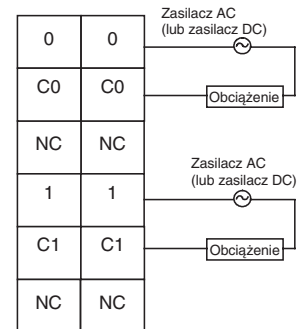 Zasilacz AC
(lub zasilacz DC)
0 0
C0 C0
Obciążenie
NC NC
Zasilacz AC
(lub zasilacz DC)
1 1
C1 C1
Obciążenie
NC NC